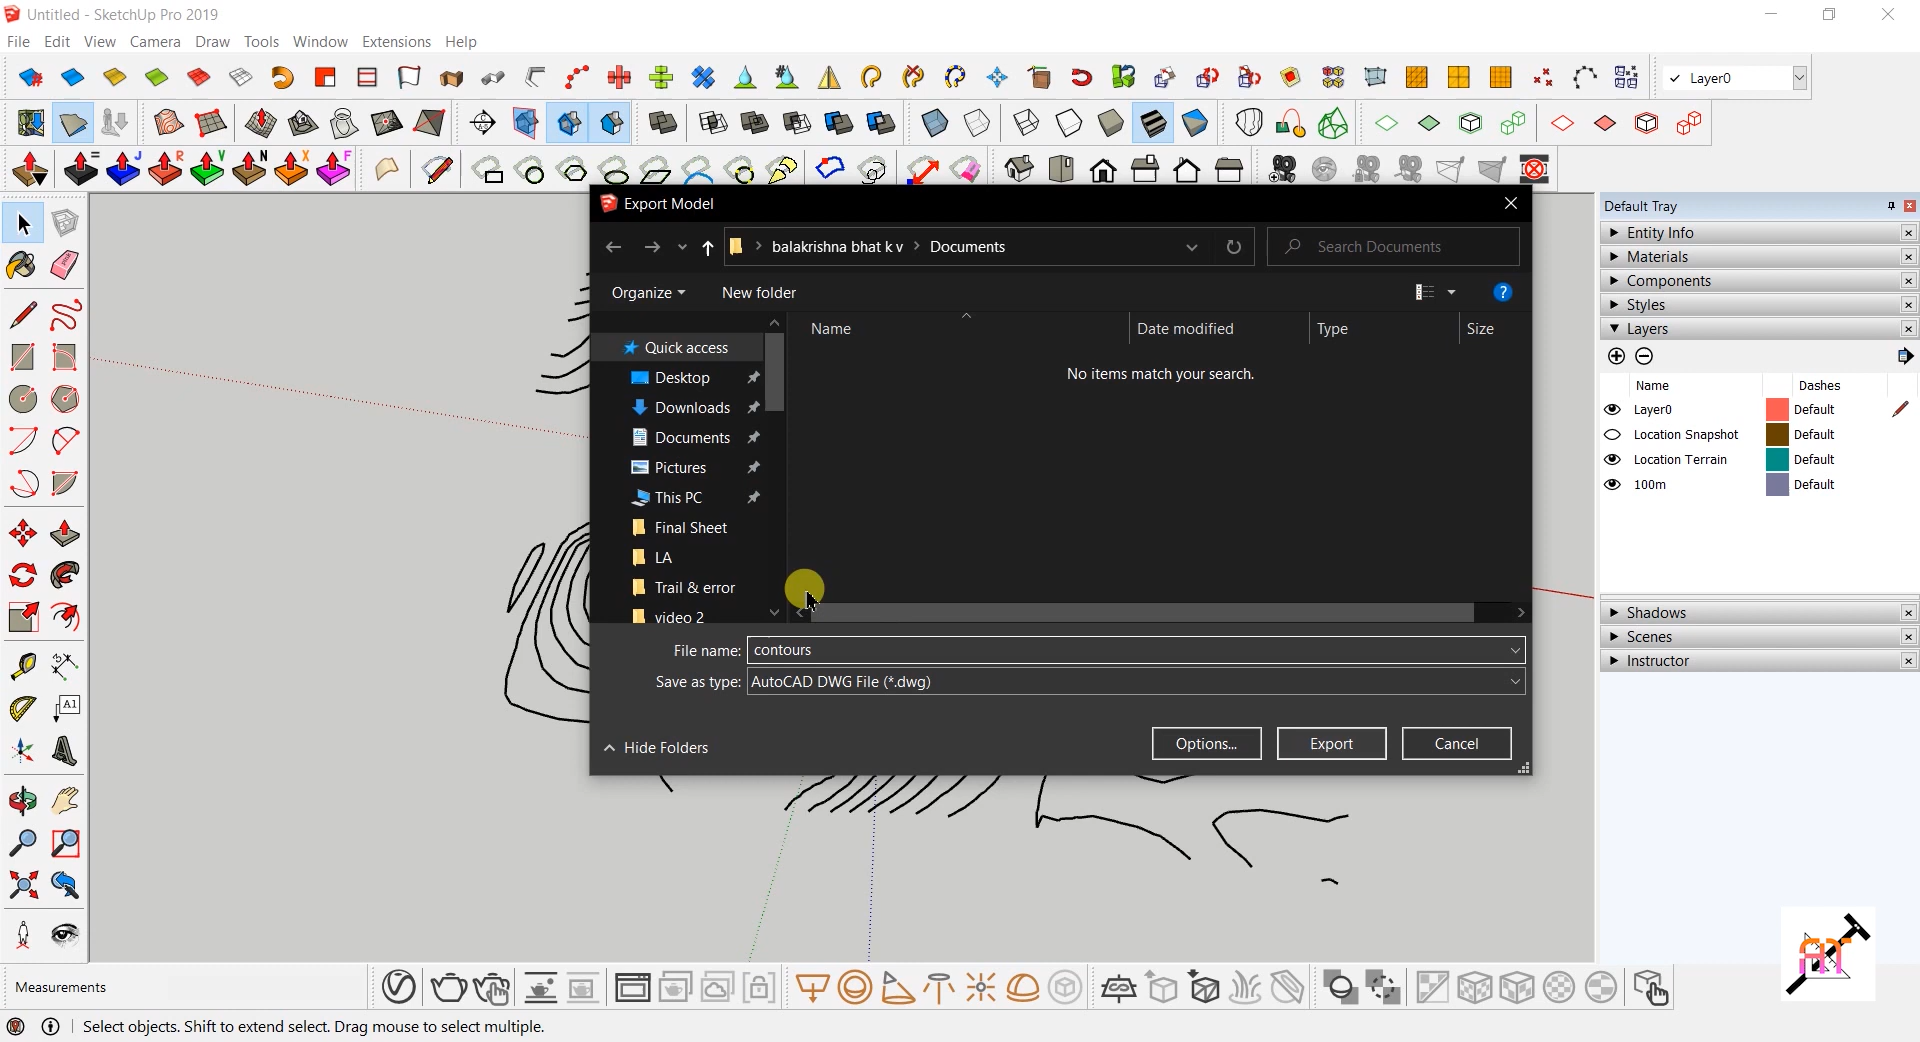 Untitled - SketchUp Pro 2019
File Edit View Camera Draw Tools Window Extensions Help
Layer0
Export Model
balakrishna bhat k v > Documents
Search Documents
Organize
New folder
Name
Date modified
Type
Size
No items match your search.
Quick access
Desktop
Downloads
Documents
Pictures
This PC
Final Sheet
LA
Trail & error
video 2
File name: contours
Save as type: AutoCAD DWG File (*.dwg)
Hide Folders
Options...
Export
Cancel
Default Tray
Entity Info
Materials
Components
Styles
Layers
Name
Dashes
Layer0 Default
Location Snapshot Default
Location Terrain Default
100m Default
Shadows
Scenes
Instructor
Measurements
Select objects. Shift to extend select. Drag mouse to select multiple.